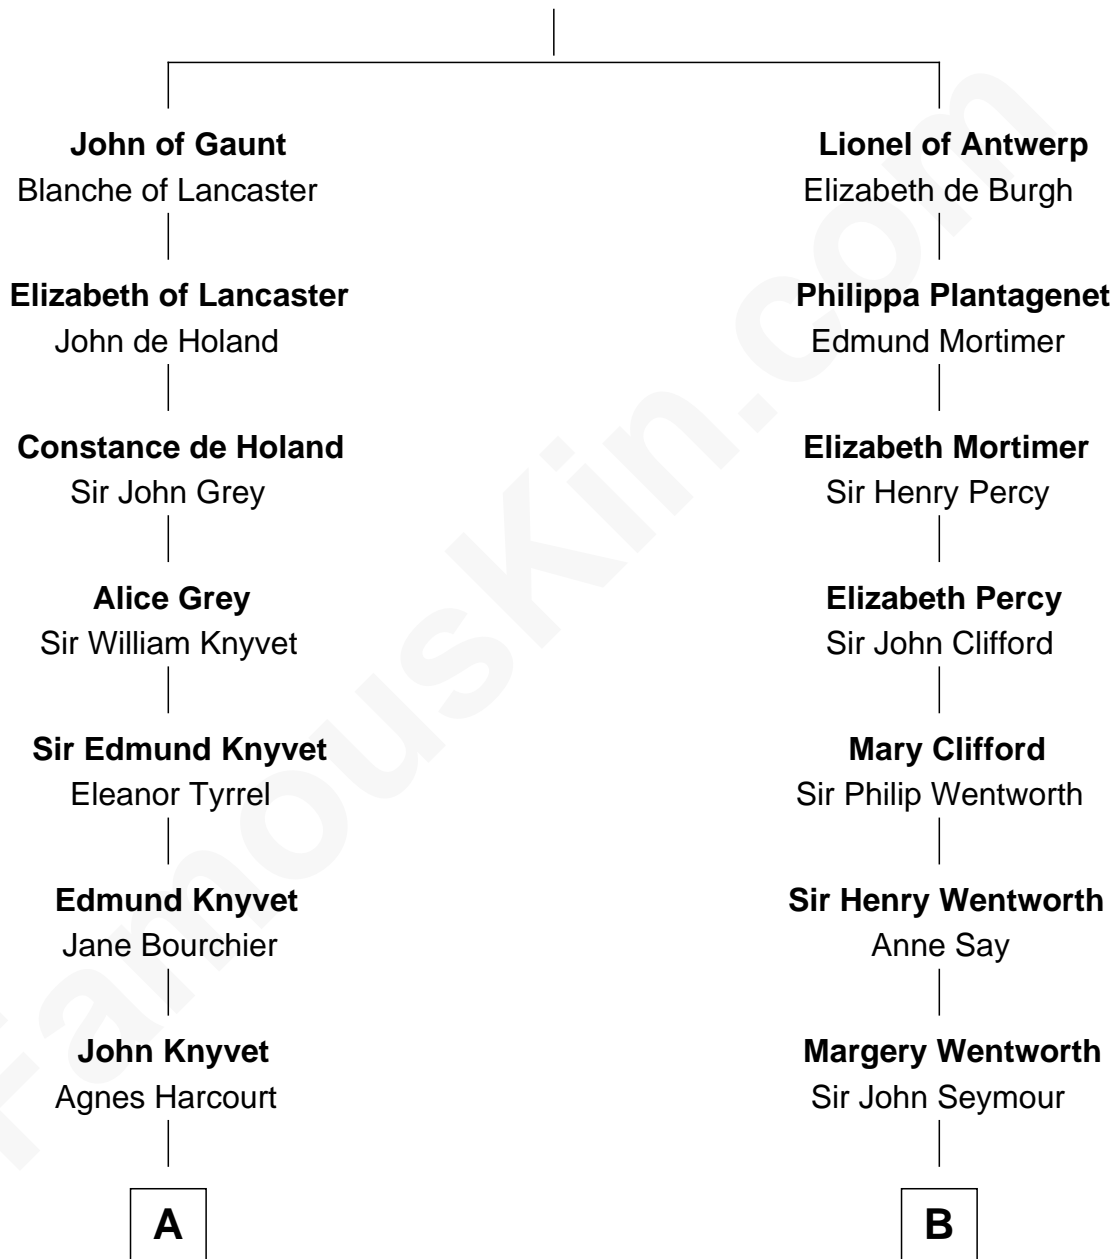 John of Gaunt
Blanche of Lancaster
Lionel of Antwerp
Elizabeth de Burgh
Elizabeth of Lancaster
John de Holand
Philippa Plantagenet
Edmund Mortimer
Constance de Holand
Sir John Grey
Elizabeth Mortimer
Sir Henry Percy
Alice Grey
Sir William Knyvet
Elizabeth Percy
Sir John Clifford
Sir Edmund Knyvet
Eleanor Tyrrel
Mary Clifford
Sir Philip Wentworth
Edmund Knyvet
Jane Bourchier
Sir Henry Wentworth
Anne Say
John Knyvet
Agnes Harcourt
Margery Wentworth
Sir John Seymour
A
B
FamousKin.com